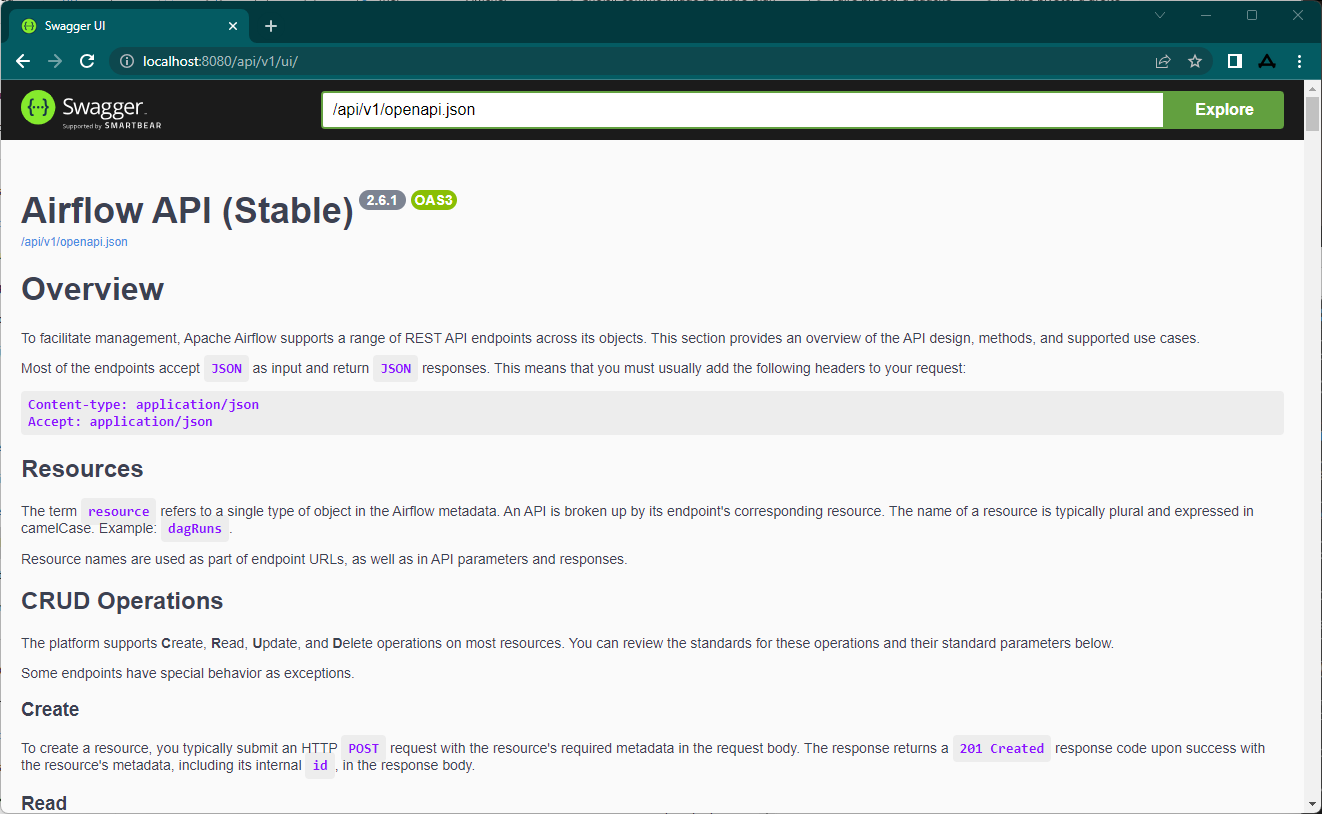 Swagger UI
localhost:8080/api/v1/ui/
Swagger
Supported by SMARTBEAR
/api/v1/openapi.json
Explore
Airflow API (Stable) 2.6.1 OAS3
/api/v1/openapi.json
Overview
To facilitate management, Apache Airflow supports a range of REST API endpoints across its objects. This section provides an overview of the API design, methods, and supported use cases.
Most of the endpoints accept JSON as input and return JSON responses. This means that you must usually add the following headers to your request:
Content-type: application/json
Accept: application/json
Resources
The term resource refers to a single type of object in the Airflow metadata. An API is broken up by its endpoint's corresponding resource. The name of a resource is typically plural and expressed in
camelCase. Example: dagRuns.
Resource names are used as part of endpoint URLs, as well as in API parameters and responses.
CRUD Operations
The platform supports Create, Read, Update, and Delete operations on most resources. You can review the standards for these operations and their standard parameters below.
Some endpoints have special behavior as exceptions.
Create
To create a resource, you typically submit an HTTP POST request with the resource's required metadata in the request body. The response returns a 201 Created response code upon success with
the resource's metadata, including its internal id, in the response body.
Read